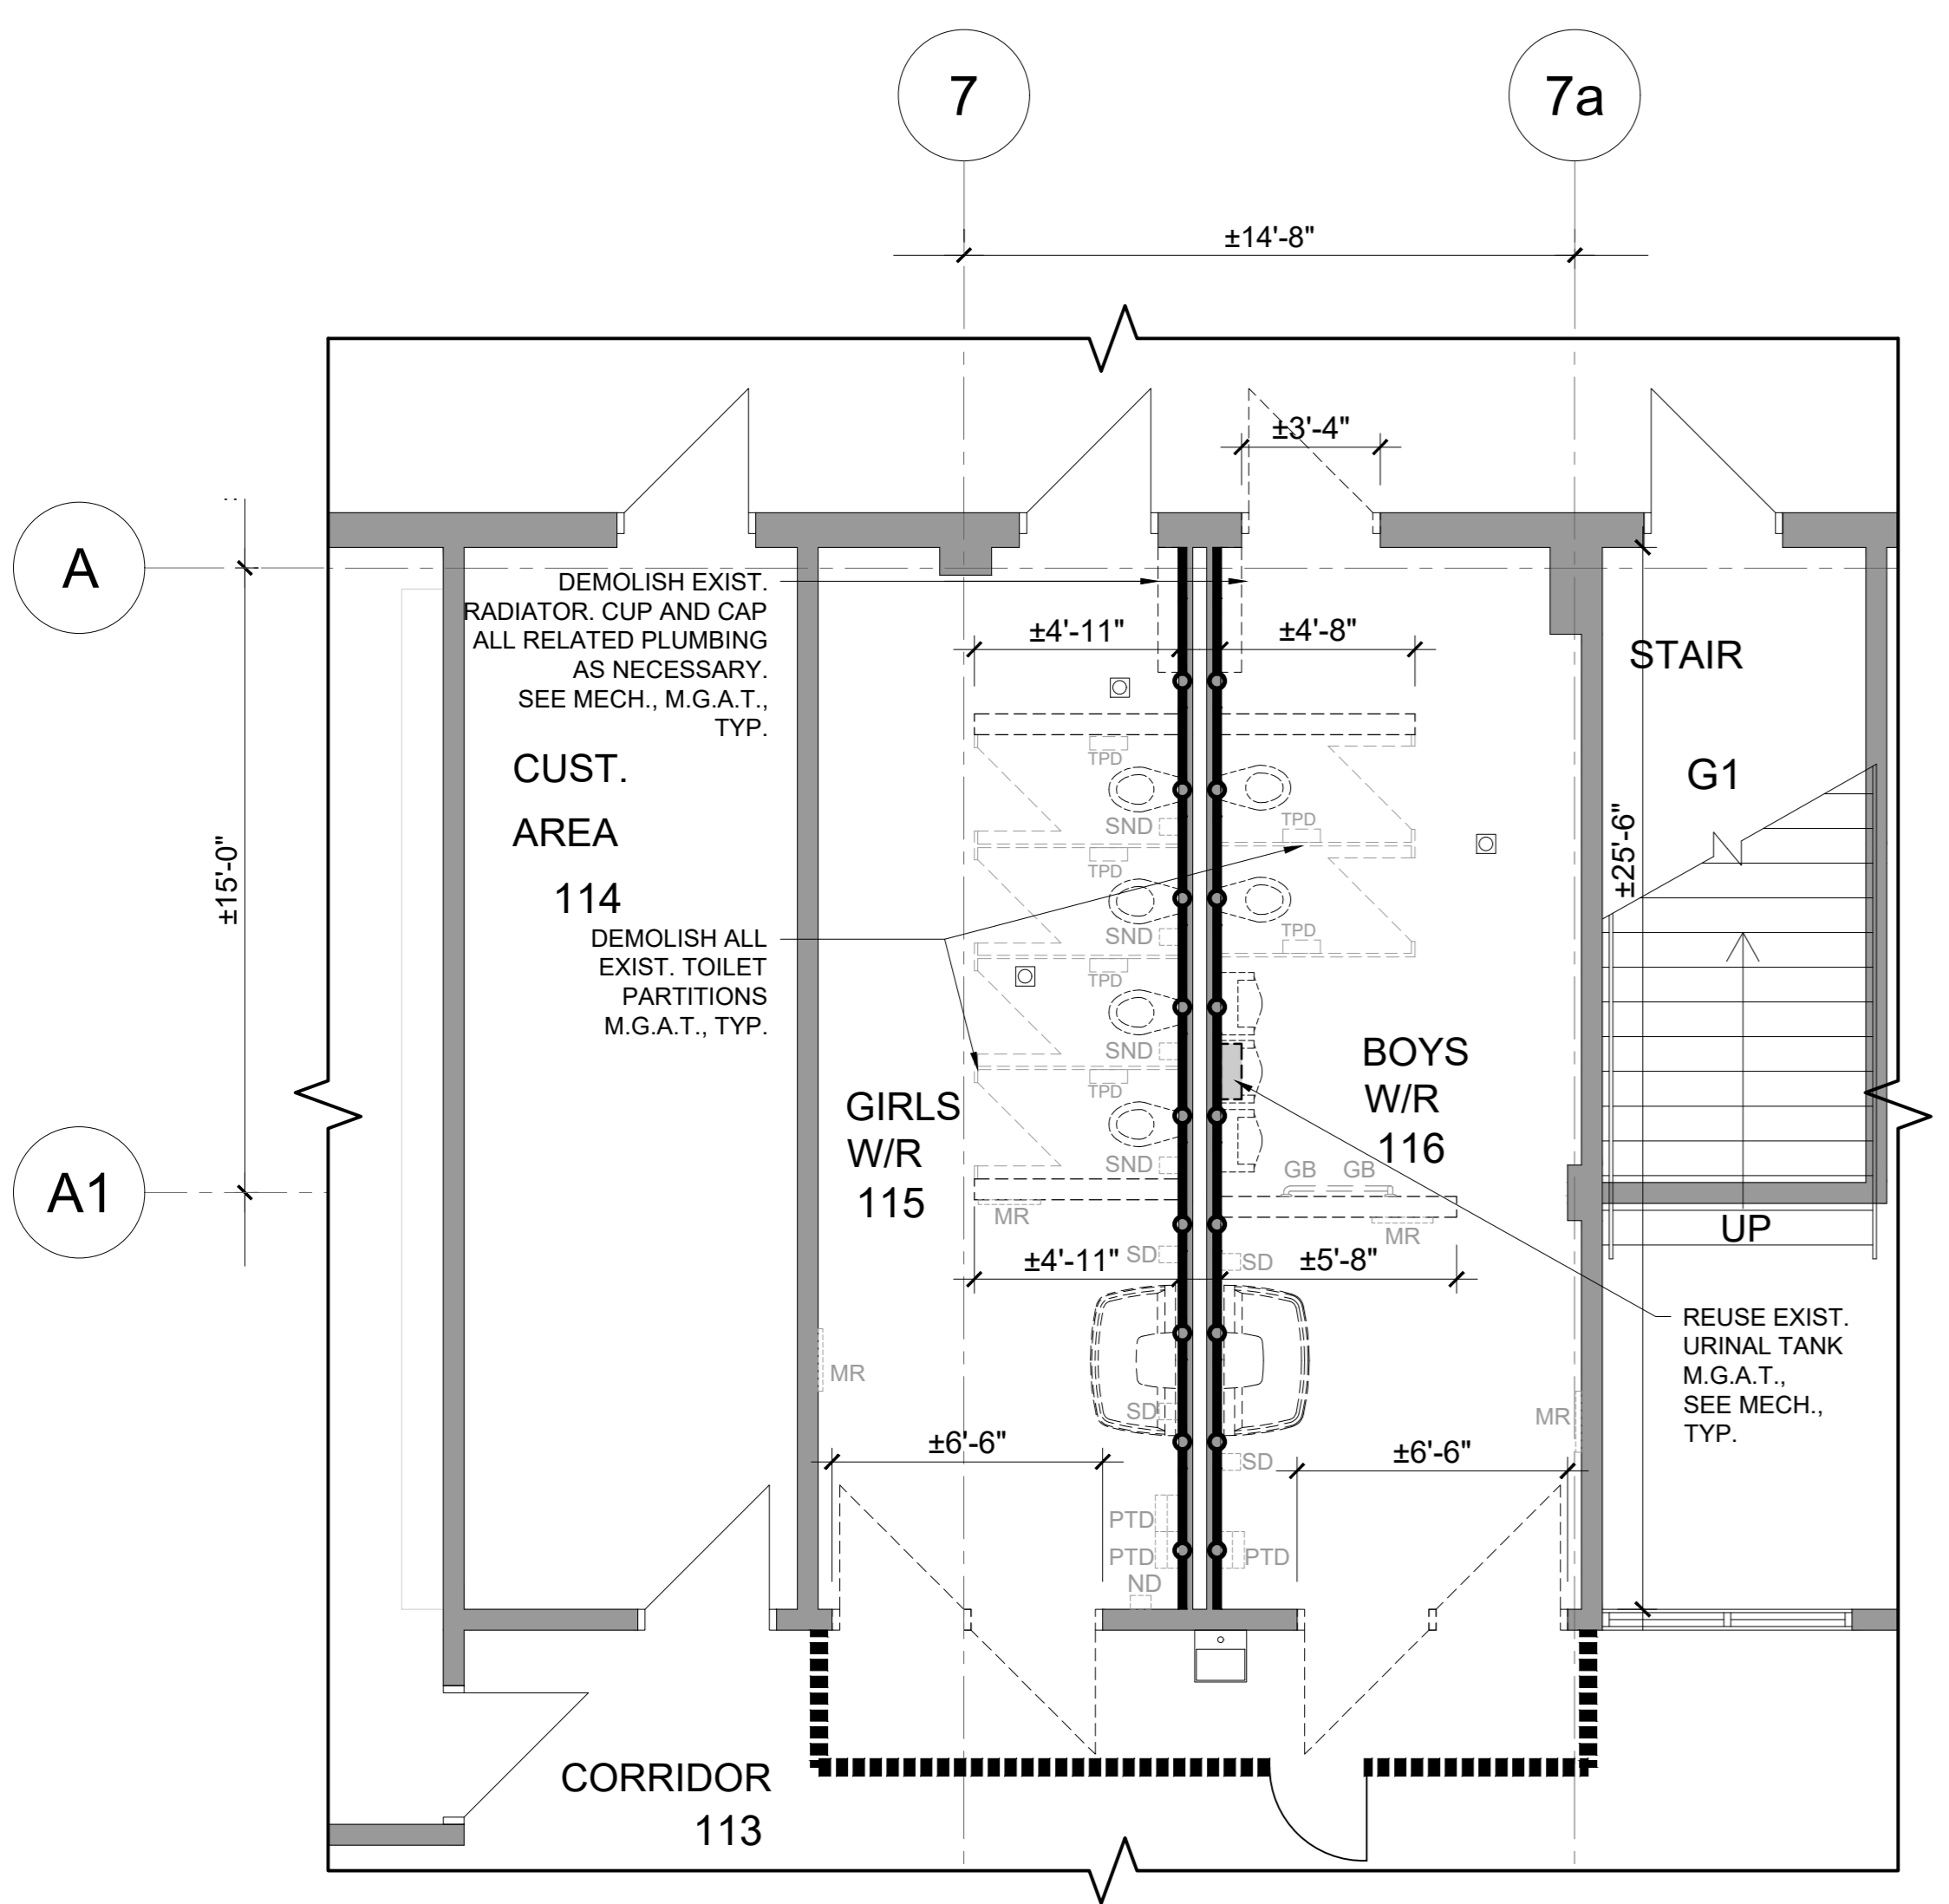 7
7a
±14'-8"
±3'-4"
A
DEMOLISH EXIST.
RADIATOR. CUP AND CAP
ALL RELATED PLUMBING
AS NECESSARY.
SEE MECH., M.G.A.T.,
TYP.
±4'-11"
±4'-8"
STAIR
G1
CUST.
AREA
114
±15'-0"
±25'-6"
TPD
SND
TPD
TPD
SND
TPD
TPD
SND
TPD
SND
DEMOLISH ALL
EXIST. TOILET
PARTITIONS
M.G.A.T., TYP.
GIRLS
W/R
115
BOYS
W/R
116
GB
GB
A1
MR
MR
UP
±4'-11"
SD
SD
±5'-8"
REUSE EXIST.
URINAL TANK
M.G.A.T.,
SEE MECH.,
TYP.
MR
SD
MR
±6'-6"
SD
±6'-6"
PTD
PTD
PTD
ND
CORRIDOR
113